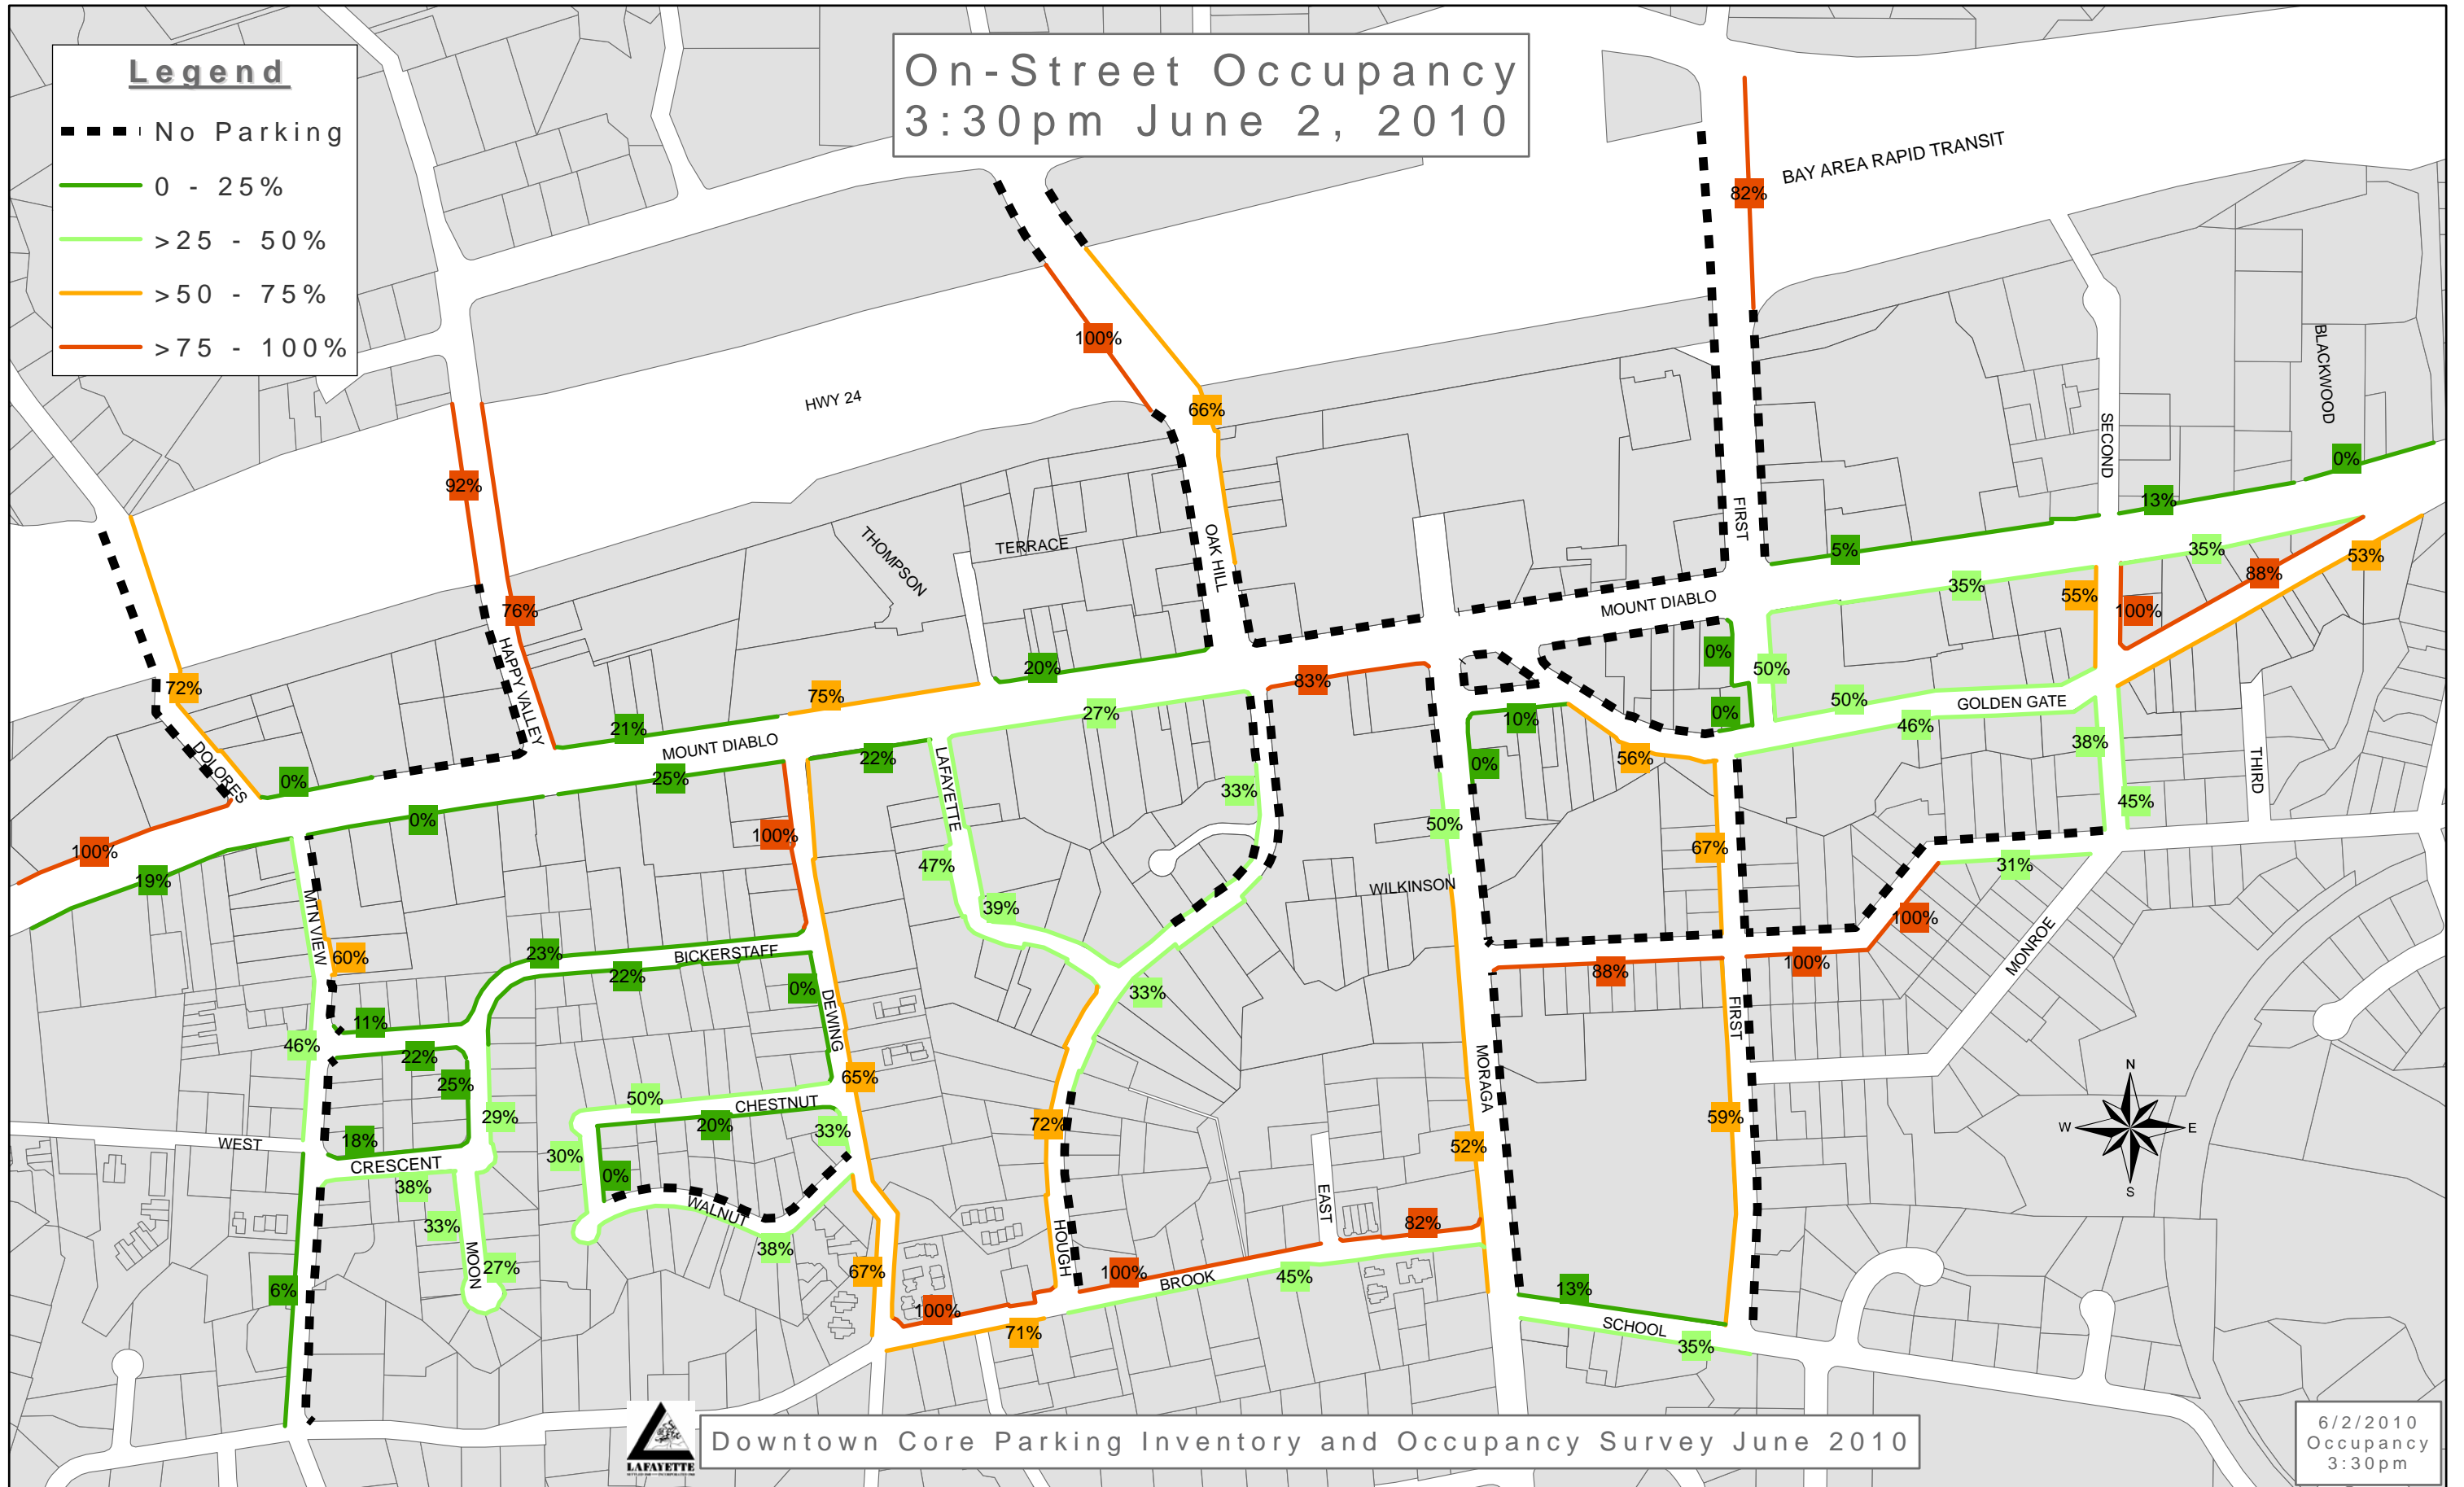 Legend
No Parking
0 - 25%
>25 - 50%
>50 - 75%
>75 - 100%
On-Street Occupancy
3:30pm June 2, 2010
BAY AREA RAPID TRANSIT
82%
100%
HWY 24
66%
BLACKWOOD
SECOND
0%
92%
13%
FIRST
THOMPSON
TERRACE
OAK HILL
5%
35%
53%
88%
35%
55%
100%
76%
MOUNT DIABLO
HAPPY VALLEY
0%
50%
20%
83%
72%
75%
27%
50%
GOLDEN GATE
0%
10%
46%
21%
MOUNT DIABLO
38%
22%
56%
DOLORES
0%
25%
LAFAYETTE
0%
THIRD
33%
45%
0%
50%
100%
67%
100%
47%
31%
19%
WILKINSON
39%
100%
MTN VIEW
23%
BICKERSTAFF
60%
22%
88%
100%
MONROE
0%
33%
DEWING
FIRST
11%
46%
22%
25%
65%
MORAGA
50%
CHESTNUT
29%
20%
33%
72%
59%
N
W
E
S
WEST
18%
CRESCENT
30%
52%
38%
0%
WALNUT
EAST
33%
38%
82%
HOUGH
MOON
27%
67%
100%
BROOK
45%
6%
13%
100%
71%
SCHOOL
35%
LAFAYETTE
Downtown Core Parking Inventory and Occupancy Survey June 2010
6/2/2010
Occupancy
3:30pm